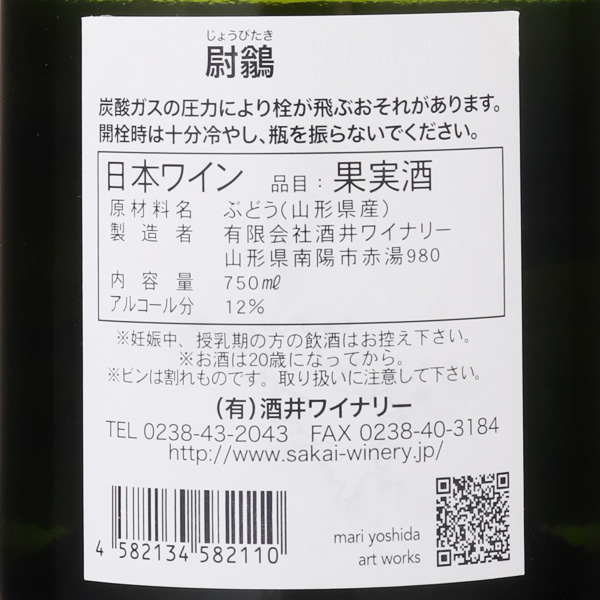 じょうびたき
尉鶲
炭酸ガスの圧力により栓が飛ぶおそれがあります。
開栓時は十分冷やし、瓶を振らないでください。
日本ワイン 品目：果実酒
原材料名 ぶどう(山形県産)
製造者 有限会社酒井ワイナリー
山形県南陽市赤湯980
内容量 750㎖
アルコール分 12%
※妊娠中、授乳期の方の飲酒はお控え下さい。
※お酒は20歳になってから。
※ビンは割れものです。取り扱いに注意して下さい。
(有)酒井ワイナリー
TEL 0238-43-2043 FAX 0238-40-3184
http://www.sakai-winery.jp/
4 582134 582110
mari yoshida
art works